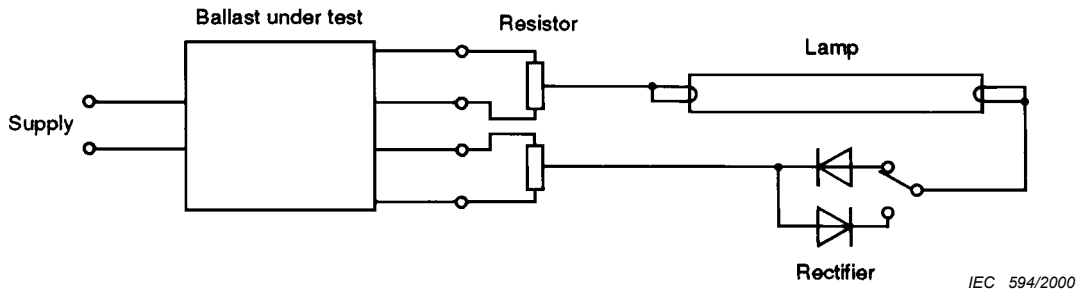 Ballast under test
Resistor
Lamp
Supply
Rectifier
IEC 594/2000